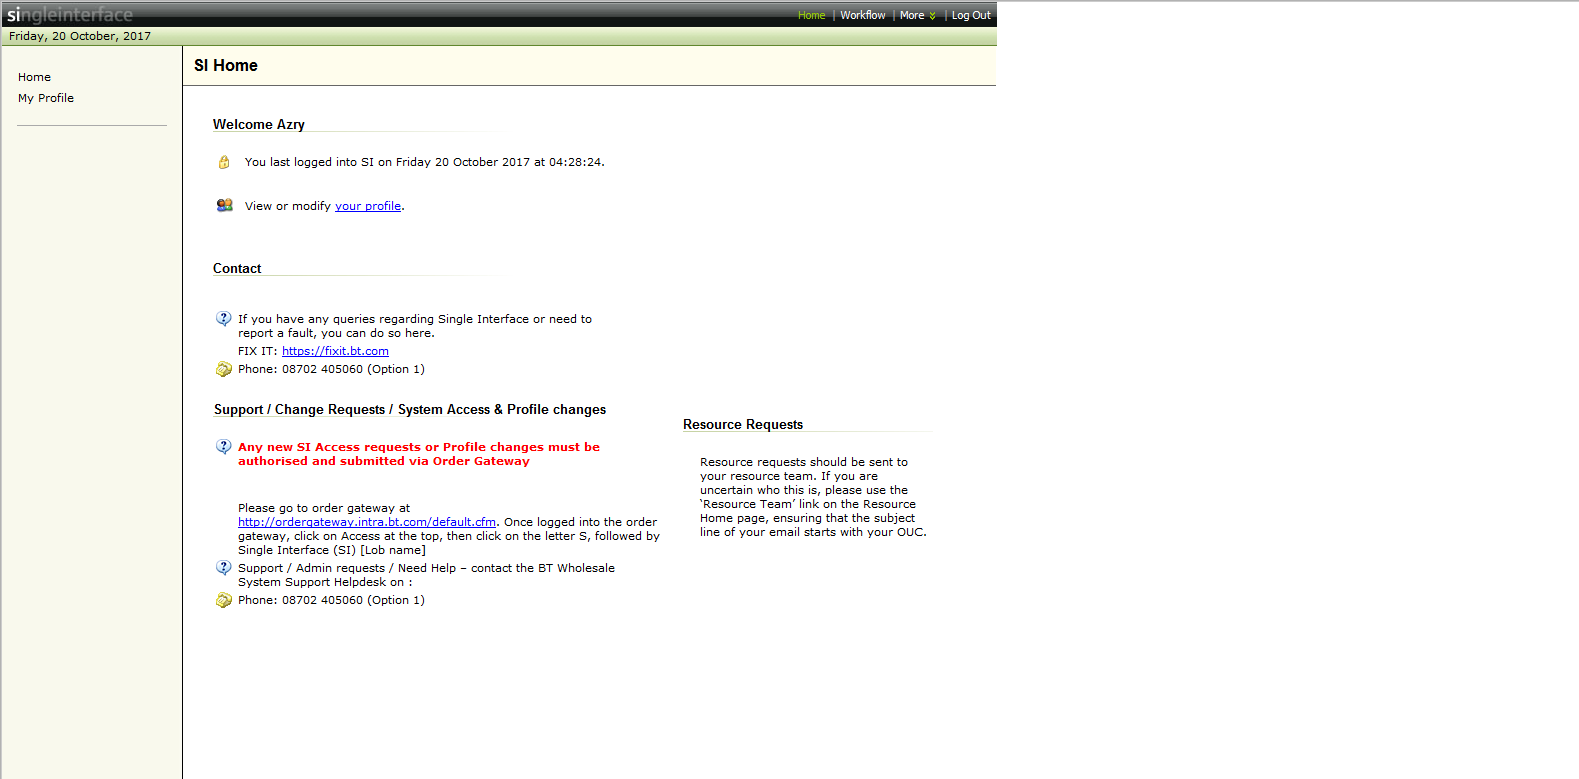 singleinterface
Home | Workflow | More | Log Out
Friday, 20 October, 2017
Home
My Profile
SI Home
Welcome Azry
You last logged into SI on Friday 20 October 2017 at 04:28:24.
View or modify your profile.
Contact
If you have any queries regarding Single Interface or need to
report a fault, you can do so here.
FIX IT: https://fixit.bt.com
Phone: 08702 405060 (Option 1)
Support / Change Requests / System Access & Profile changes
Any new SI Access requests or Profile changes must be
authorised and submitted via Order Gateway
Please go to order gateway at
http://ordergateway.intra.bt.com/default.cfm. Once logged into the order
gateway, click on Access at the top, then click on the letter S, followed by
Single Interface (SI) [Lob name]
Support / Admin requests / Need Help – contact the BT Wholesale
System Support Helpdesk on :
Phone: 08702 405060 (Option 1)
Resource Requests
Resource requests should be sent to
your resource team. If you are
uncertain who this is, please use the
‘Resource Team’ link on the Resource
Home page, ensuring that the subject
line of your email starts with your OUC.